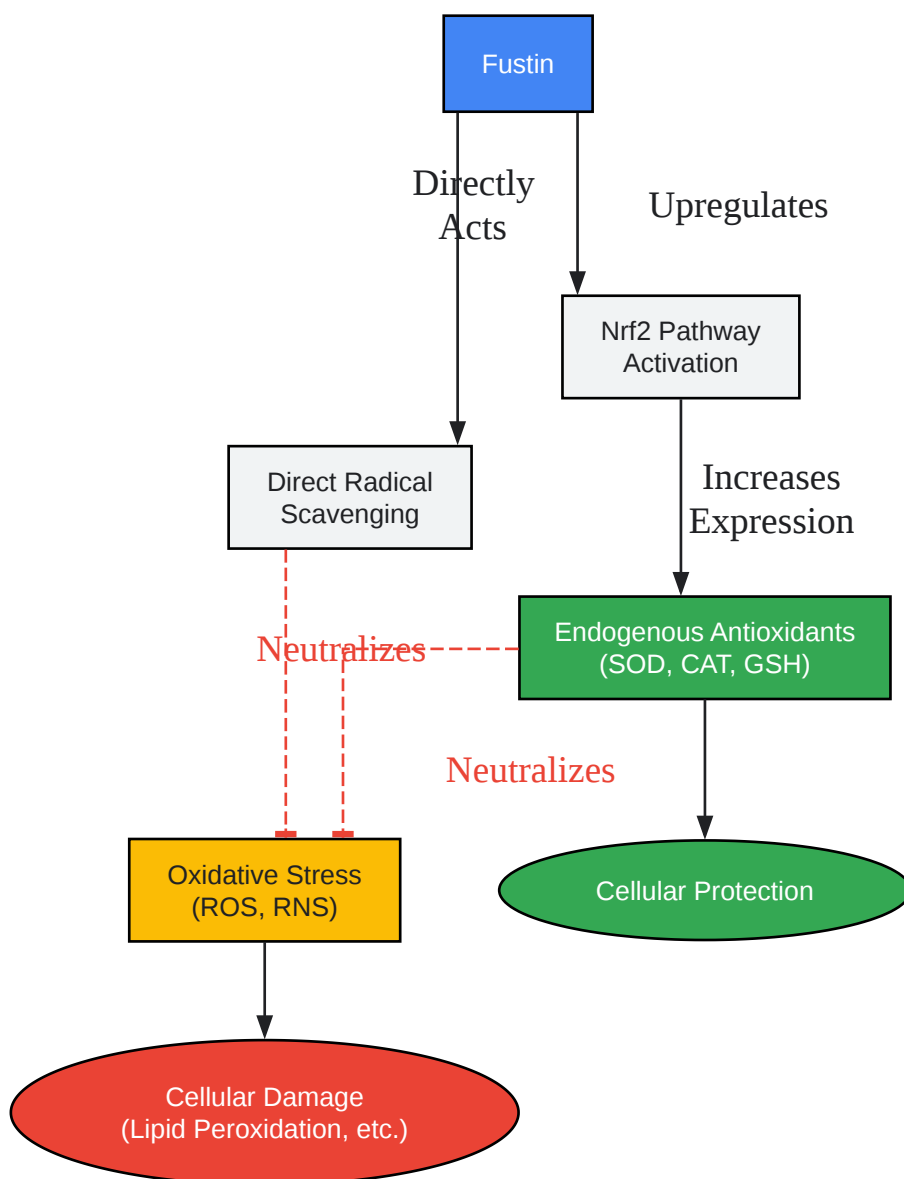 Fustin
Directly
Acts
Upregulates
Nrf2 Pathway
Activation
Direct Radical
Scavenging
Increases
Expression
Endogenous Antioxidants
(SOD, CAT, GSH)
Neutralizes
Neutralizes
Oxidative Stress
(ROS, RNS)
Cellular Protection
Cellular Damage
(Lipid Peroxidation, etc.)